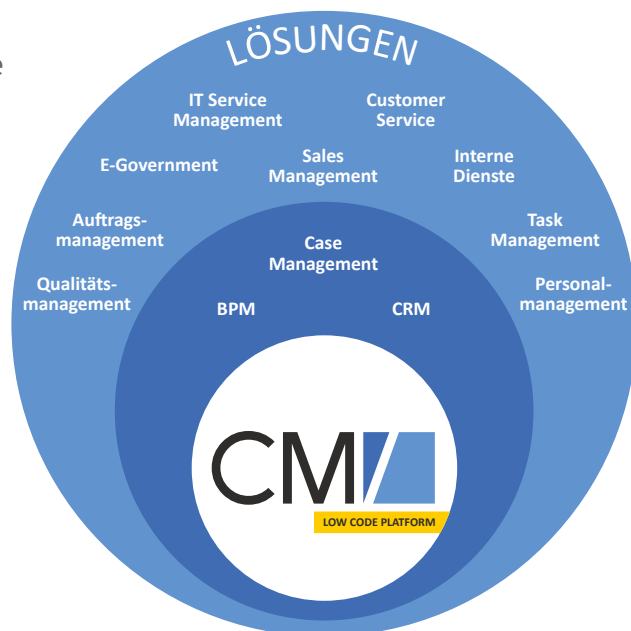 e
LÖSUNGEN
IT Service
Management
Customer
Service
E-Government
Sales
Management
Interne
Dienste
Auftrags-
management
Task
Management
Case
Management
Qualitäts-
management
Personal-
management
BPM
CRM
CM/
LOW CODE PLATFORM